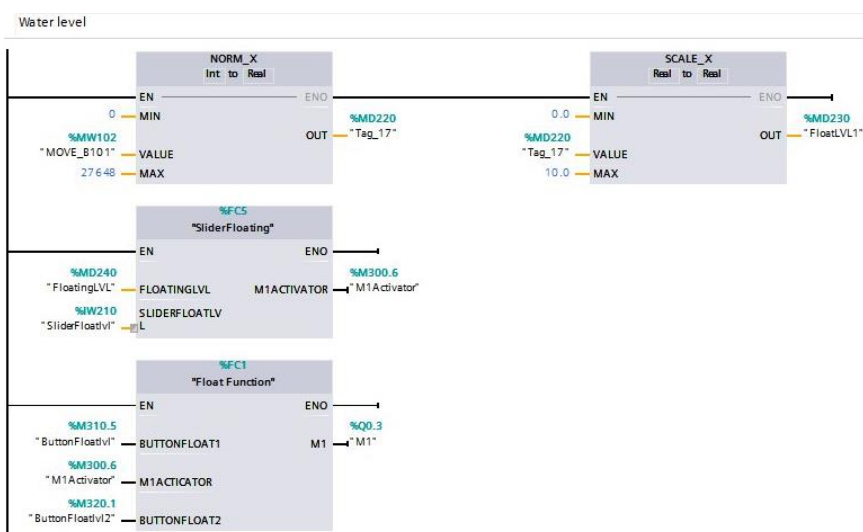 Water level
NORM_X
Int to Real
EN
ENO
0
MIN
%MD220
OUT
"Tag_17"
%MW102
"MOVE_B101"
VALUE
27648
MAX
SCALE_X
Real to Real
EN
ENO
0.0
MIN
%MD230
OUT
"FloatLVL1"
%MD220
"Tag_17"
VALUE
10.0
MAX
%FC5
"SliderFloating"
EN
ENO
%MD240
"FloatingLVL"
FLOATINGLVL
%M300.6
M1ACTIVATOR
"M1Activator"
%IW210
"SliderFloatlvl"
SLIDERFLOATLV
L
%FC1
"Float Function"
EN
ENO
%M310.5
"ButtonFloatlvl"
BUTTONFLOAT1
%Q0.3
M1
"M1"
%M300.6
"M1Activator"
M1ACTICATOR
%M320.1
"ButtonFloatlvl2"
BUTTONFLOAT2